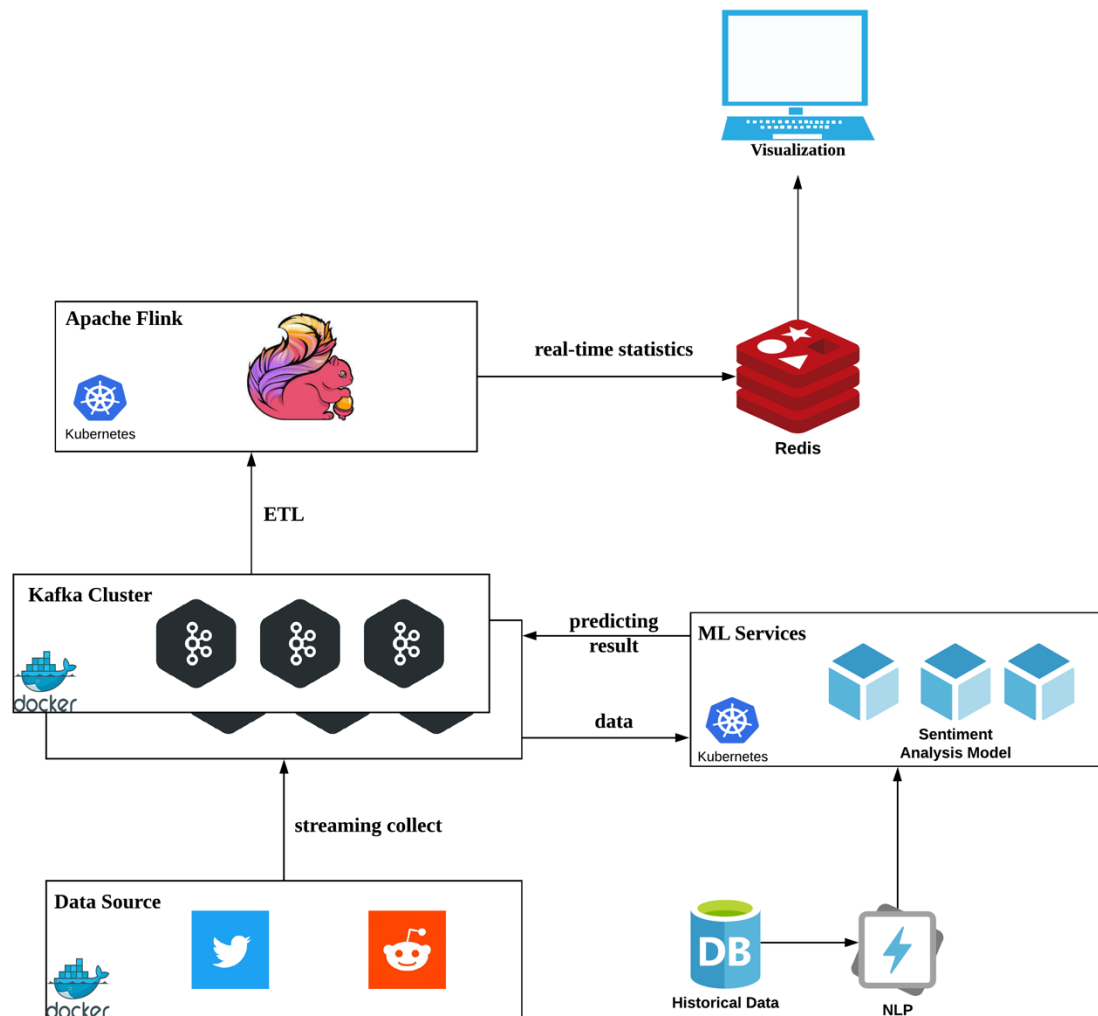 Visualization
Apache Flink
real-time statistics
Kubernetes
Redis
ETL
Kafka Cluster
predicting
result
ML Services
docker
data
Kubernetes
Sentiment
Analysis Model
streaming collect
Data Source
DB
docker
Historical Data
NLP